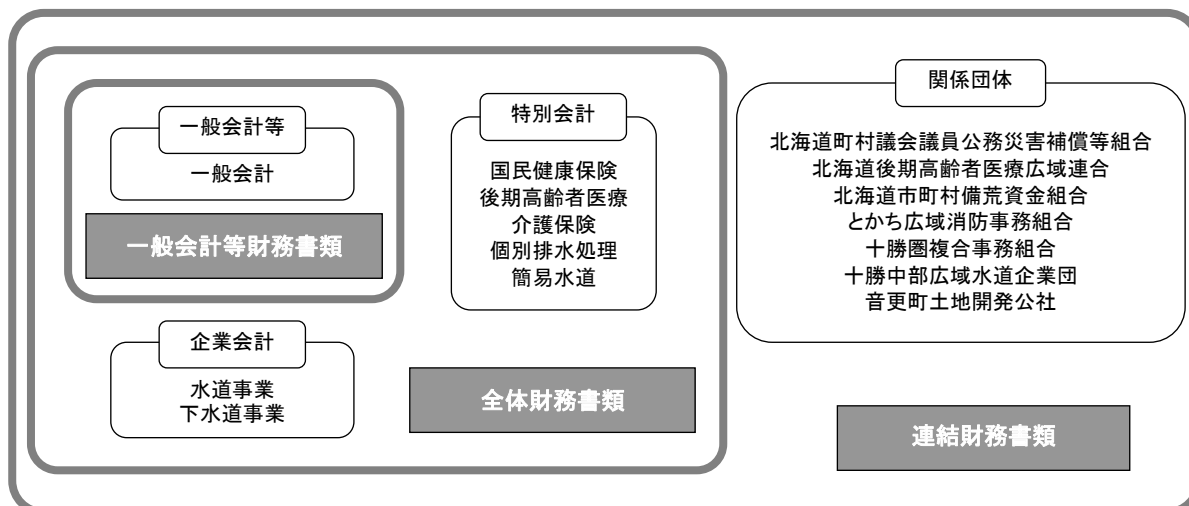 一般会計等
一般会計
一般会計等財務書類
企業会計
水道事業
下水道事業
特別会計
国民健康保険
後期高齢者医療
介護保険
個別排水処理
簡易水道
全体財務書類
関係団体
北海道町村議会議員公務災害補償等組合
北海道後期高齢者医療広域連合
北海道市町村備荒資金組合
とかち広域消防事務組合
十勝圏複合事務組合
十勝中部広域水道企業団
音更町土地開発公社
連結財務書類